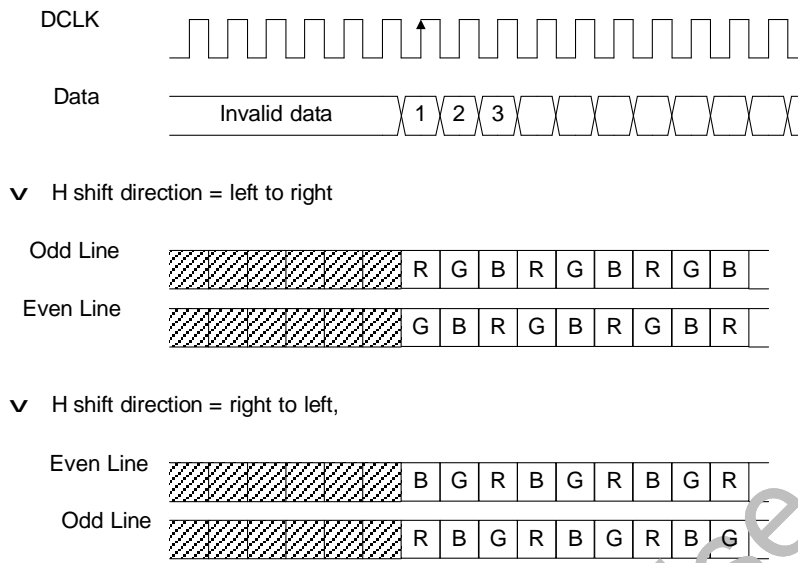 DCLK
Data Invalid data 1 2 3
v H shift direction = left to right
Odd Line R G B R G B R G B
Even Line G B R G B R G B R
v H shift direction = right to left,
Even Line B G R B G R B G R
Odd Line R B G R B G R B G